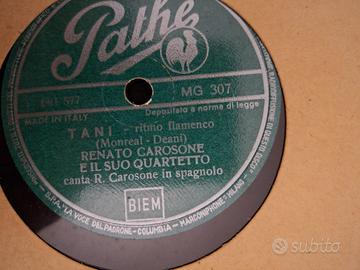 Pathé
MG 307
Depositato a norma di legge
MADE IN ITALY
TANI - ritmo flamenco
(Monreal - Deani)
RENATO CAROSONE
E IL SUO QUARTETTO
canta R. Carosone in spagnolo
BIEM
S.p.A. "LA VOCE DEL PADRONE - COLUMBIA - MARCONIPHONE" - MILANO
subito